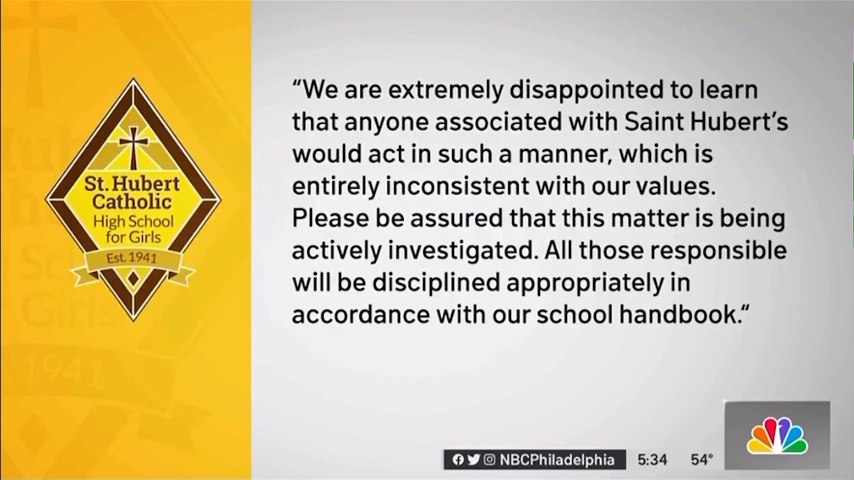 St. Hubert
Catholic
High School
for Girls
Est. 1941
“We are extremely disappointed to learn
that anyone associated with Saint Hubert’s
would act in such a manner, which is
entirely inconsistent with our values.
Please be assured that this matter is being
actively investigated. All those responsible
will be disciplined appropriately in
accordance with our school handbook.“
NBCPhiladelphia 5:34 54°